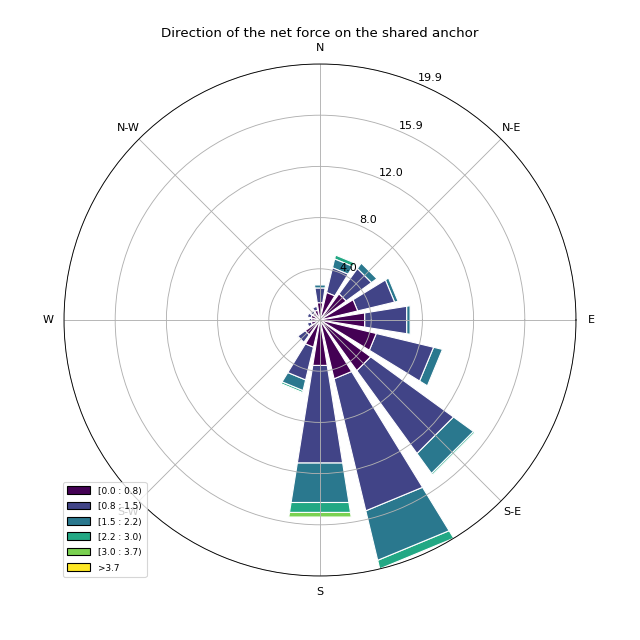 Direction of the net force on the shared anchor
N
N-W
N-E
19.9
15.9
12.0
8.0
4.0
W
E
S-W
S-E
S
[0.0 : 0.8)
[0.8 : 1.5)
[1.5 : 2.2)
[2.2 : 3.0)
[3.0 : 3.7)
>3.7